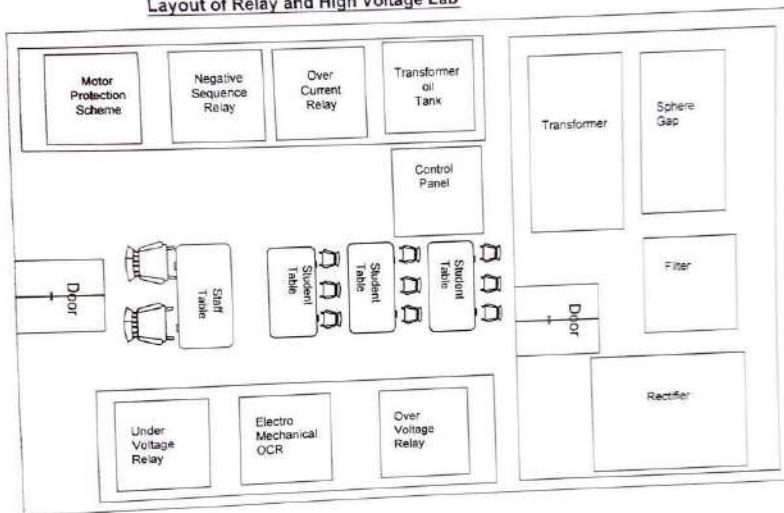 Layout of Relay and High Voltage Lab
Motor
Protection
Scheme
Negative
Sequence
Relay
Over
Current
Relay
Transformer
oil
Tank
Transformer
Sphere
Gap
Control
Panel
Door
Staff
Table
Student
Table
Student
Table
Student
Table
Door
Filter
Under
Voltage
Relay
Electro
Mechanical
OCR
Over
Voltage
Relay
Rectifier